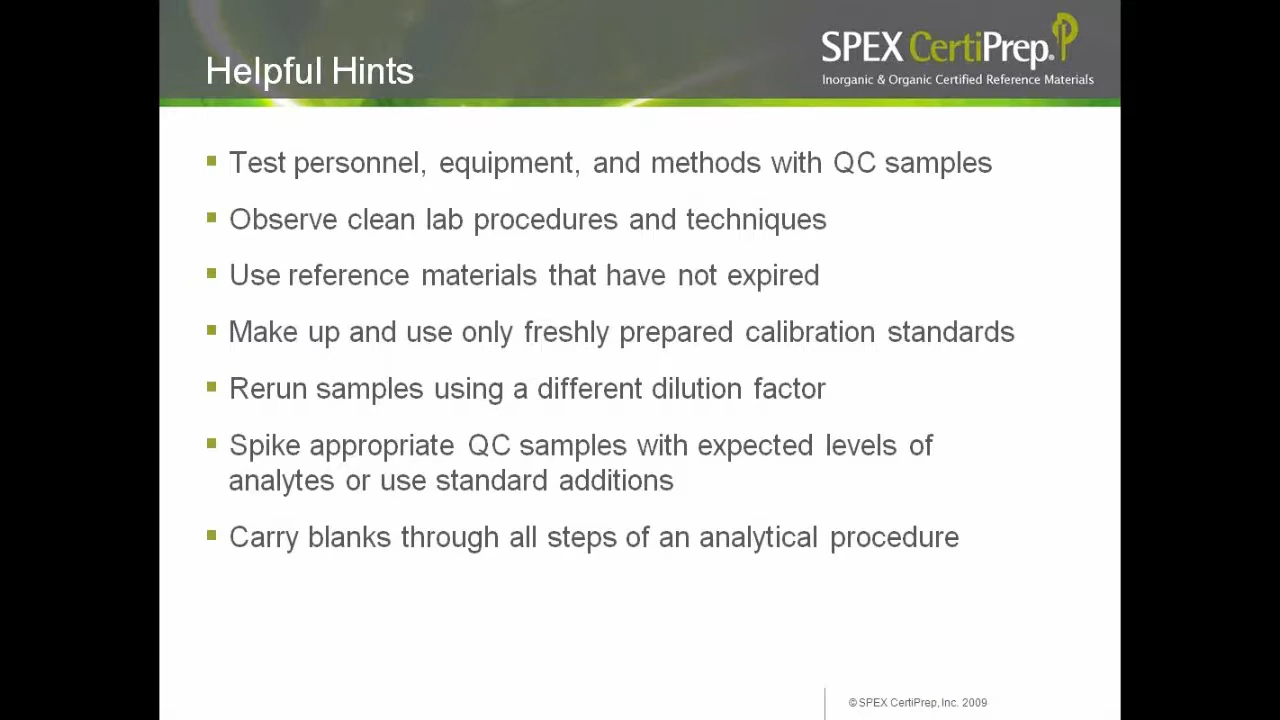 Helpful Hints
SPEX CertiPrep.
Inorganic & Organic Certified Reference Materials
Test personnel, equipment, and methods with QC samples
Observe clean lab procedures and techniques
Use reference materials that have not expired
Make up and use only freshly prepared calibration standards
Rerun samples using a different dilution factor
Spike appropriate QC samples with expected levels of
analytes or use standard additions
Carry blanks through all steps of an analytical procedure
© SPEX CertiPrep, Inc. 2009